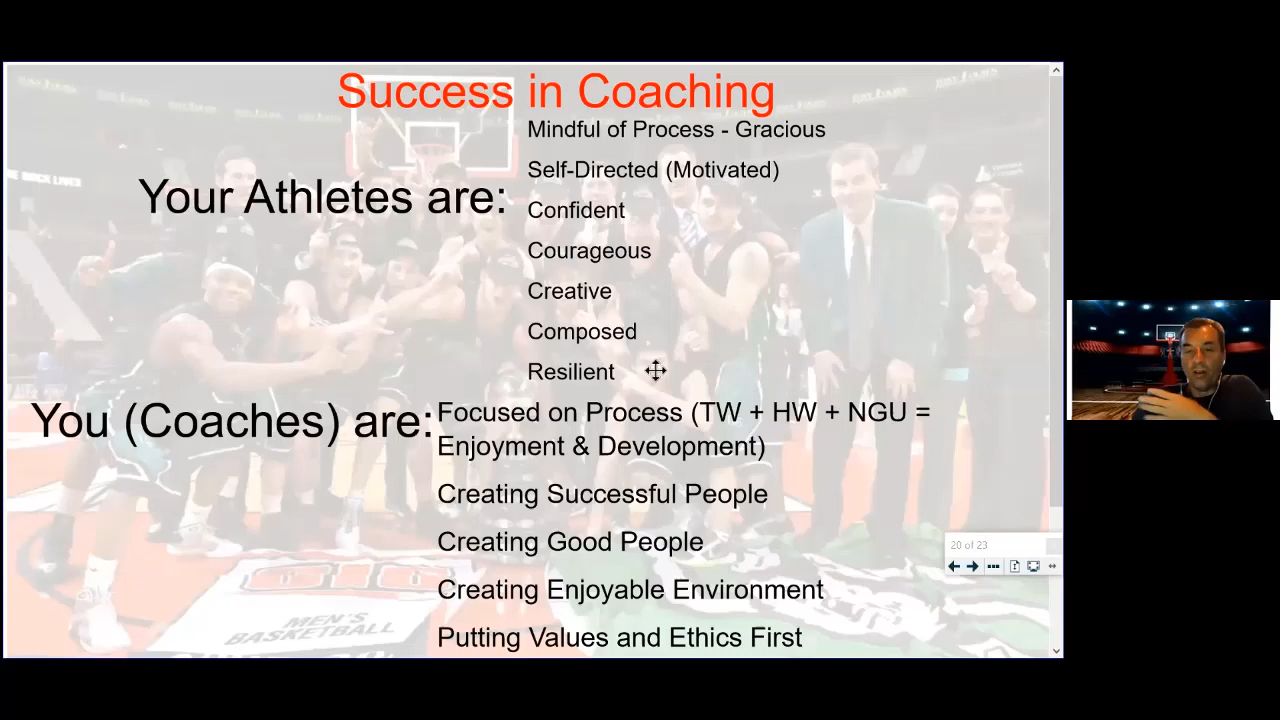 Success in Coaching
Mindful of Process - Gracious
Self-Directed (Motivated)
Your Athletes are:
Confident
Courageous
Creative
Composed
Resilient
You (Coaches) are:
Focused on Process (TW + HW + NGU =
Enjoyment & Development)
Creating Successful People
Creating Good People
Creating Enjoyable Environment
Putting Values and Ethics First
20 of 23
MEN'S
BASKETBALL